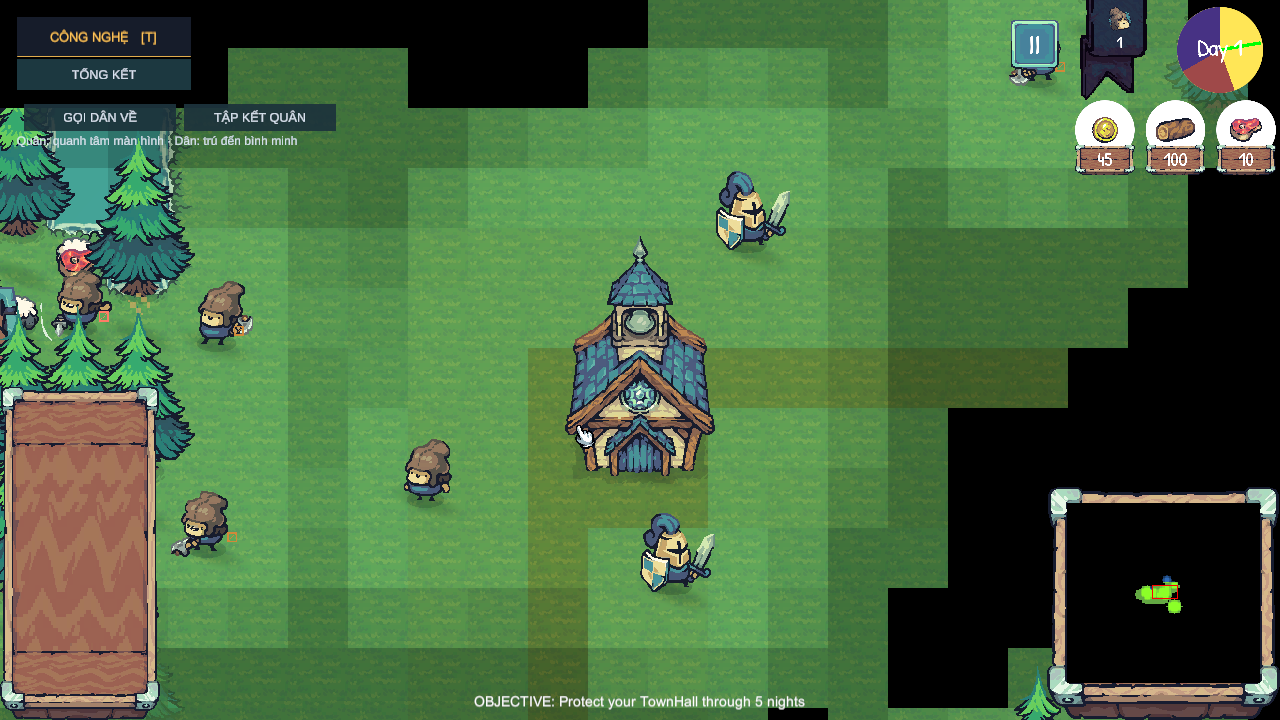 CÔNG NGHỆ [T]
TỔNG KẾT
GỌI DÂN VỀ
TẬP KẾT QUÂN
Quân: quanh tâm màn hình · Dân: trú đến bình minh
1
Day 1
45
100
10
OBJECTIVE: Protect your TownHall through 5 nights